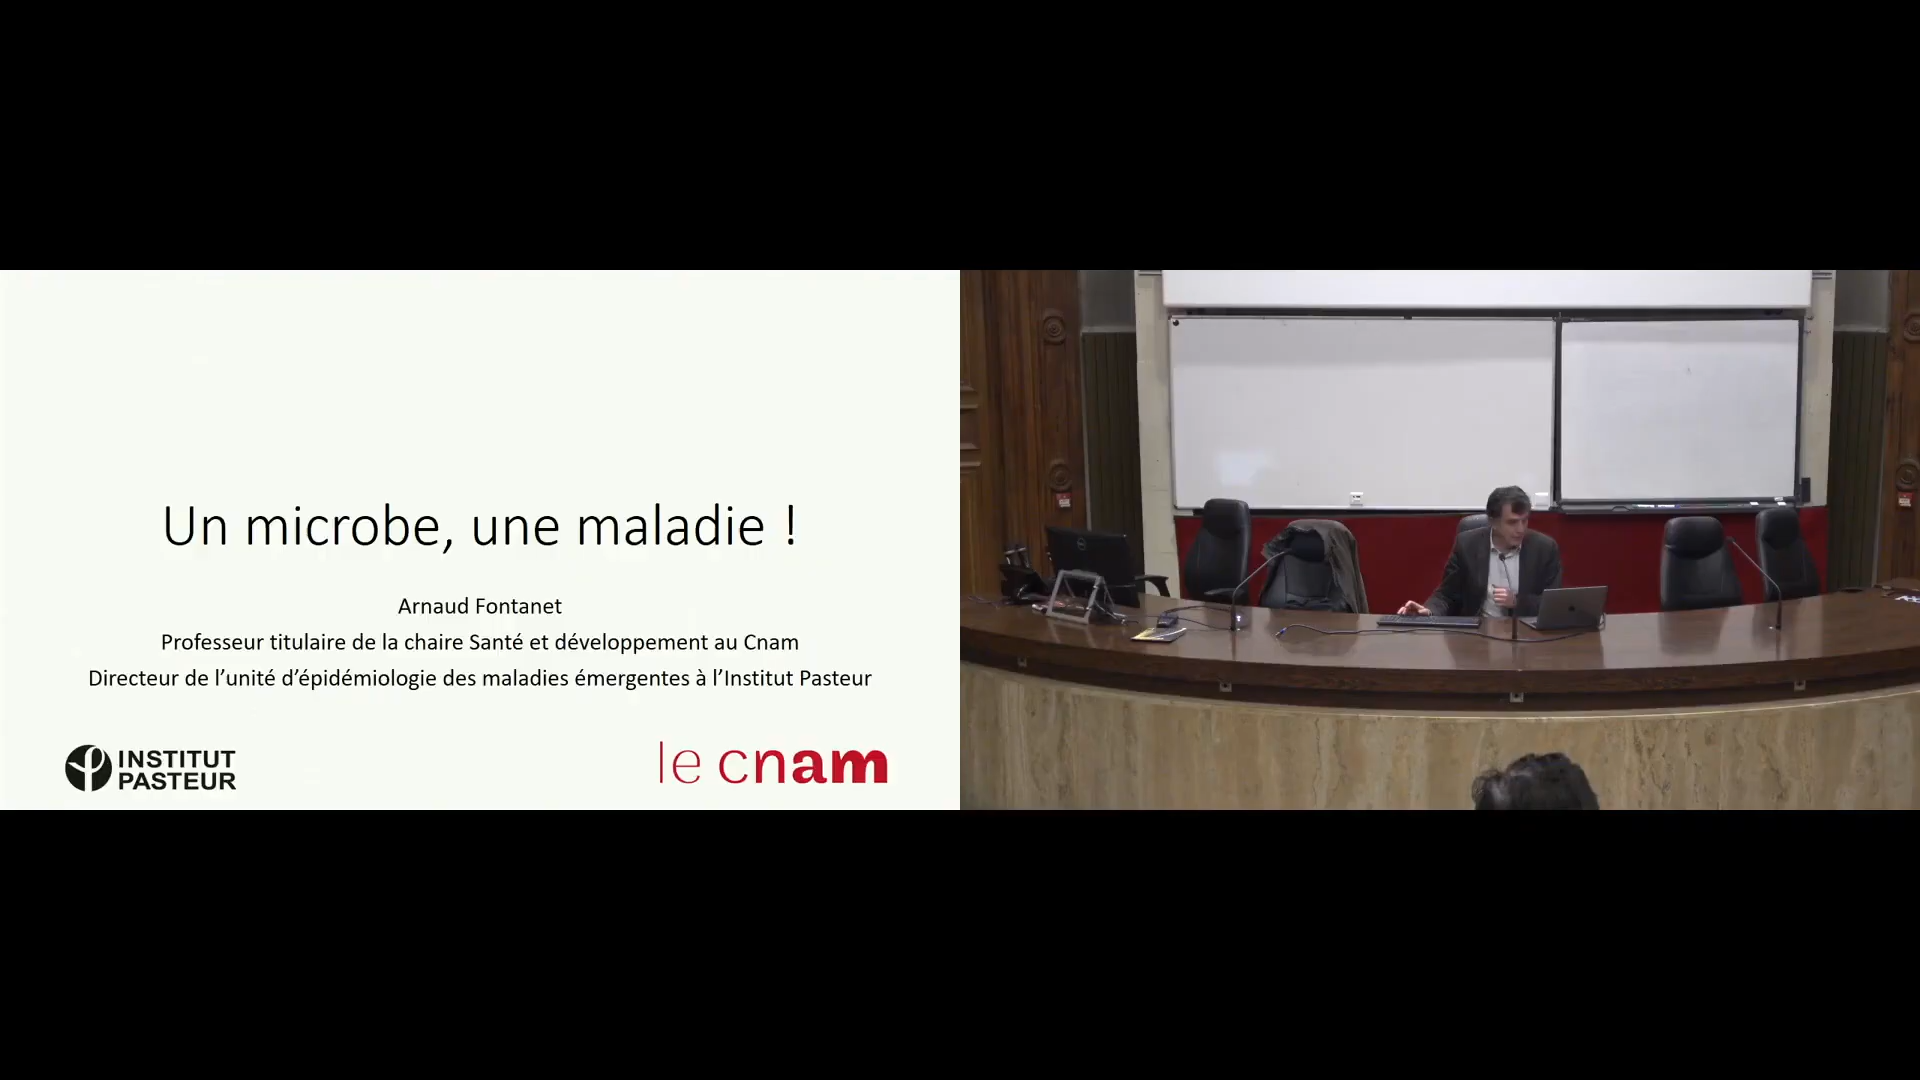 Un microbe, une maladie !
Arnaud Fontanet
Professeur titulaire de la chaire Santé et développement au Cnam
Directeur de l’unité d’épidémiologie des maladies émergentes à l’Institut Pasteur
INSTITUT
PASTEUR
le cnam